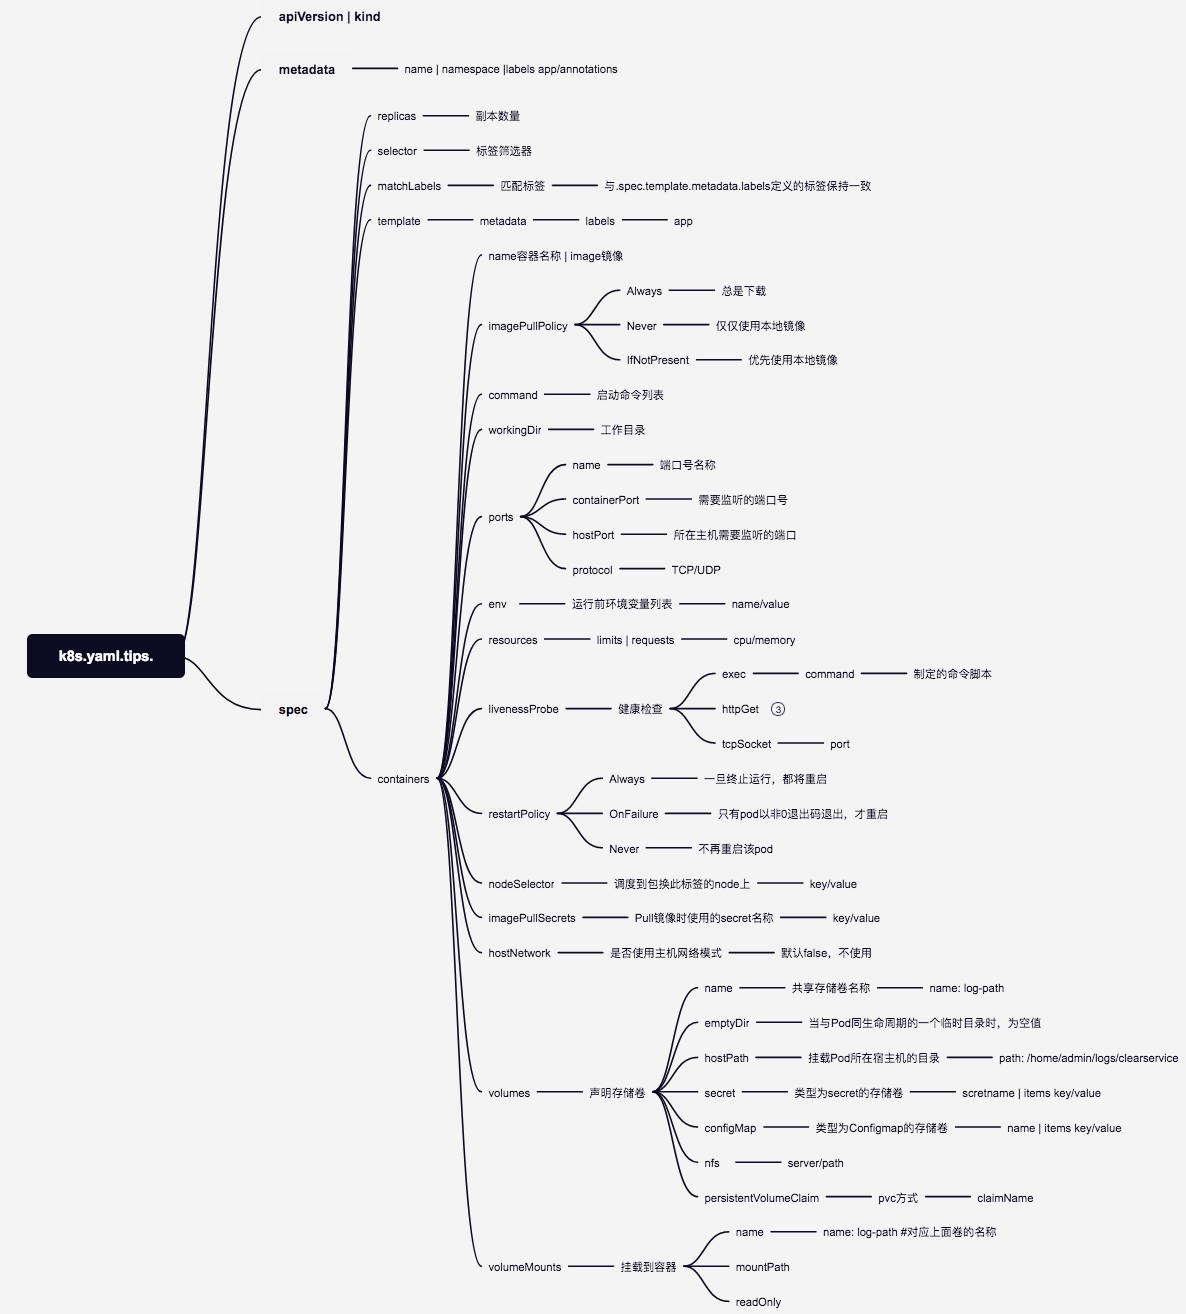 apiVersion | kind
metadata name | namespace |labels app/annotations
replicas 副本数量
selector 标签筛选器
matchLabels 匹配标签 与.spec.template.metadata.labels定义的标签保持一致
template metadata labels app
name容器名称 | image镜像
Always 总是下载
imagePullPolicy Never 仅仅使用本地镜像
IfNotPresent 优先使用本地镜像
command 启动命令列表
workingDir 工作目录
name 端口号名称
containerPort 需要监听的端口号
ports
hostPort 所在主机需要监听的端口
protocol TCP/UDP
env 运行前环境变量列表 name/value
resources limits | requests cpu/memory
k8s.yaml.tips.
exec command 制定的命令脚本
spec
livenessProbe 健康检查 httpGet 3
tcpSocket port
containers
Always 一旦终止运行，都将重启
restartPolicy OnFailure 只有pod以非0退出码退出，才重启
Never 不再重启该pod
nodeSelector 调度到包换此标签的node上 key/value
imagePullSecrets Pull镜像时使用的secret名称 key/value
hostNetwork 是否使用主机网络模式 默认false，不使用
name 共享存储卷名称 name: log-path
emptyDir 当与Pod同生命周期的一个临时目录时，为空值
hostPath 挂载Pod所在宿主机的目录 path: /home/admin/logs/clearservice
volumes 声明存储卷 secret 类型为secret的存储卷 scretname | items key/value
configMap 类型为Configmap的存储卷 name | items key/value
nfs server/path
persistentVolumeClaim pvc方式 claimName
name name: log-path #对应上面卷的名称
volumeMounts 挂载到容器 mountPath
readOnly